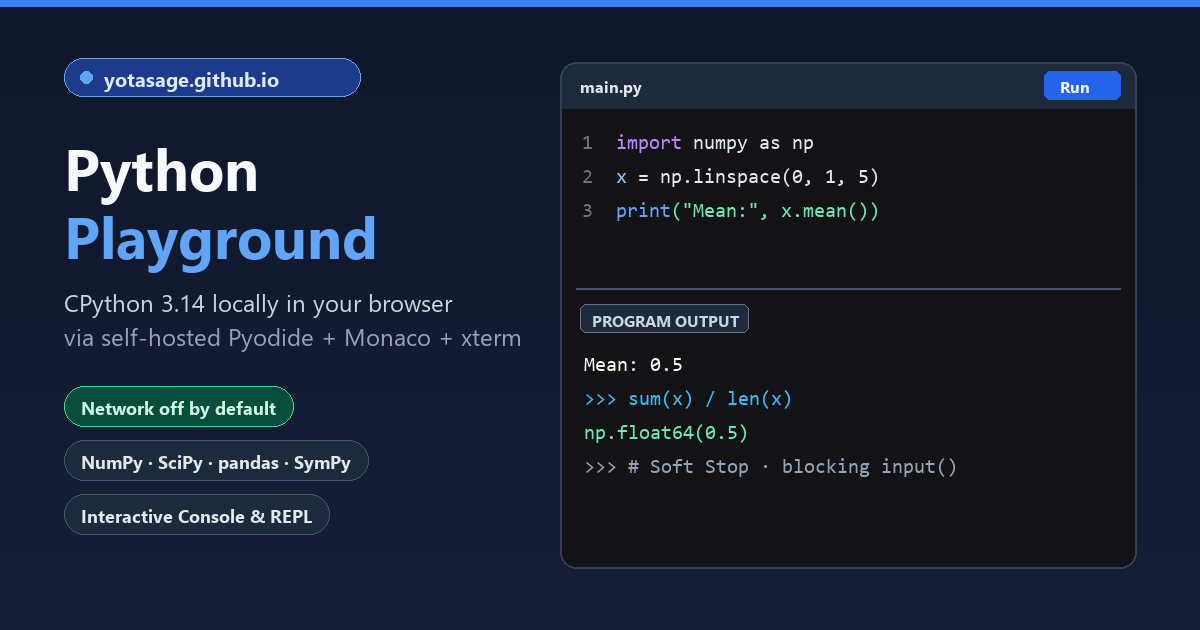 yotasage.github.io
Python
Playground
CPython 3.14 locally in your browser
via self-hosted Pyodide + Monaco + xterm
Network off by default
NumPy · SciPy · pandas · SymPy
Interactive Console & REPL
main.py
Run
1 import numpy as np
2 x = np.linspace(0, 1, 5)
3 print("Mean:", x.mean())
PROGRAM OUTPUT
Mean: 0.5
>>> sum(x) / len(x)
np.float64(0.5)
>>> # Soft Stop · blocking input()